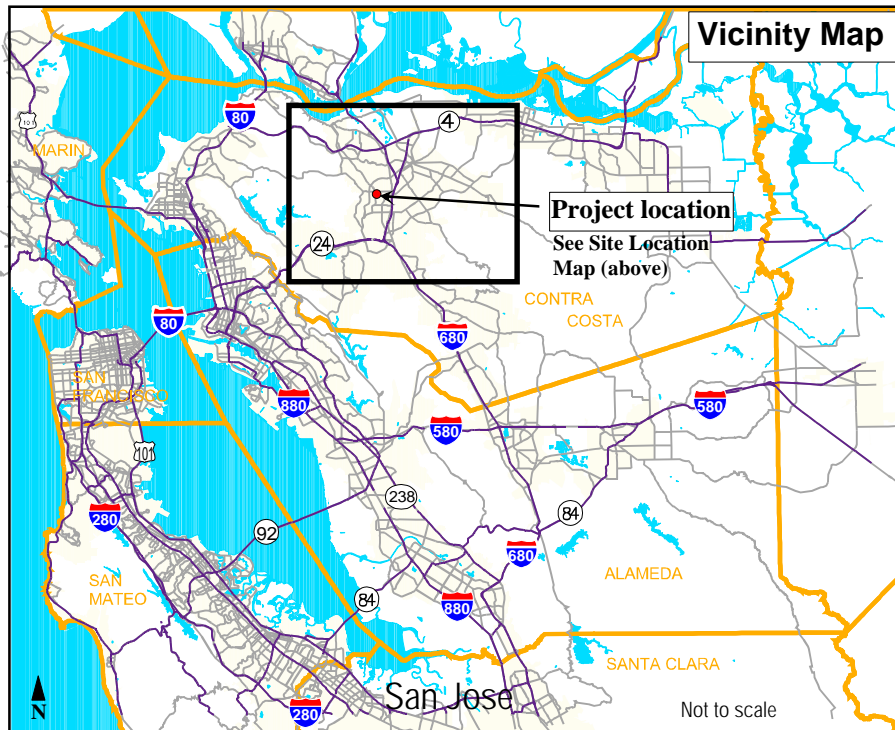 Vicinity Map
80
4
101
MARIN
Project location
See Site Location
Map (above)
24
CONTRA
COSTA
80
680
SAN
FRANCISCO
880
580
580
101
238
280
92
84
680
SAN
MATEO
ALAMEDA
84
880
SANTA CLARA
San Jose
N
280
Not to scale